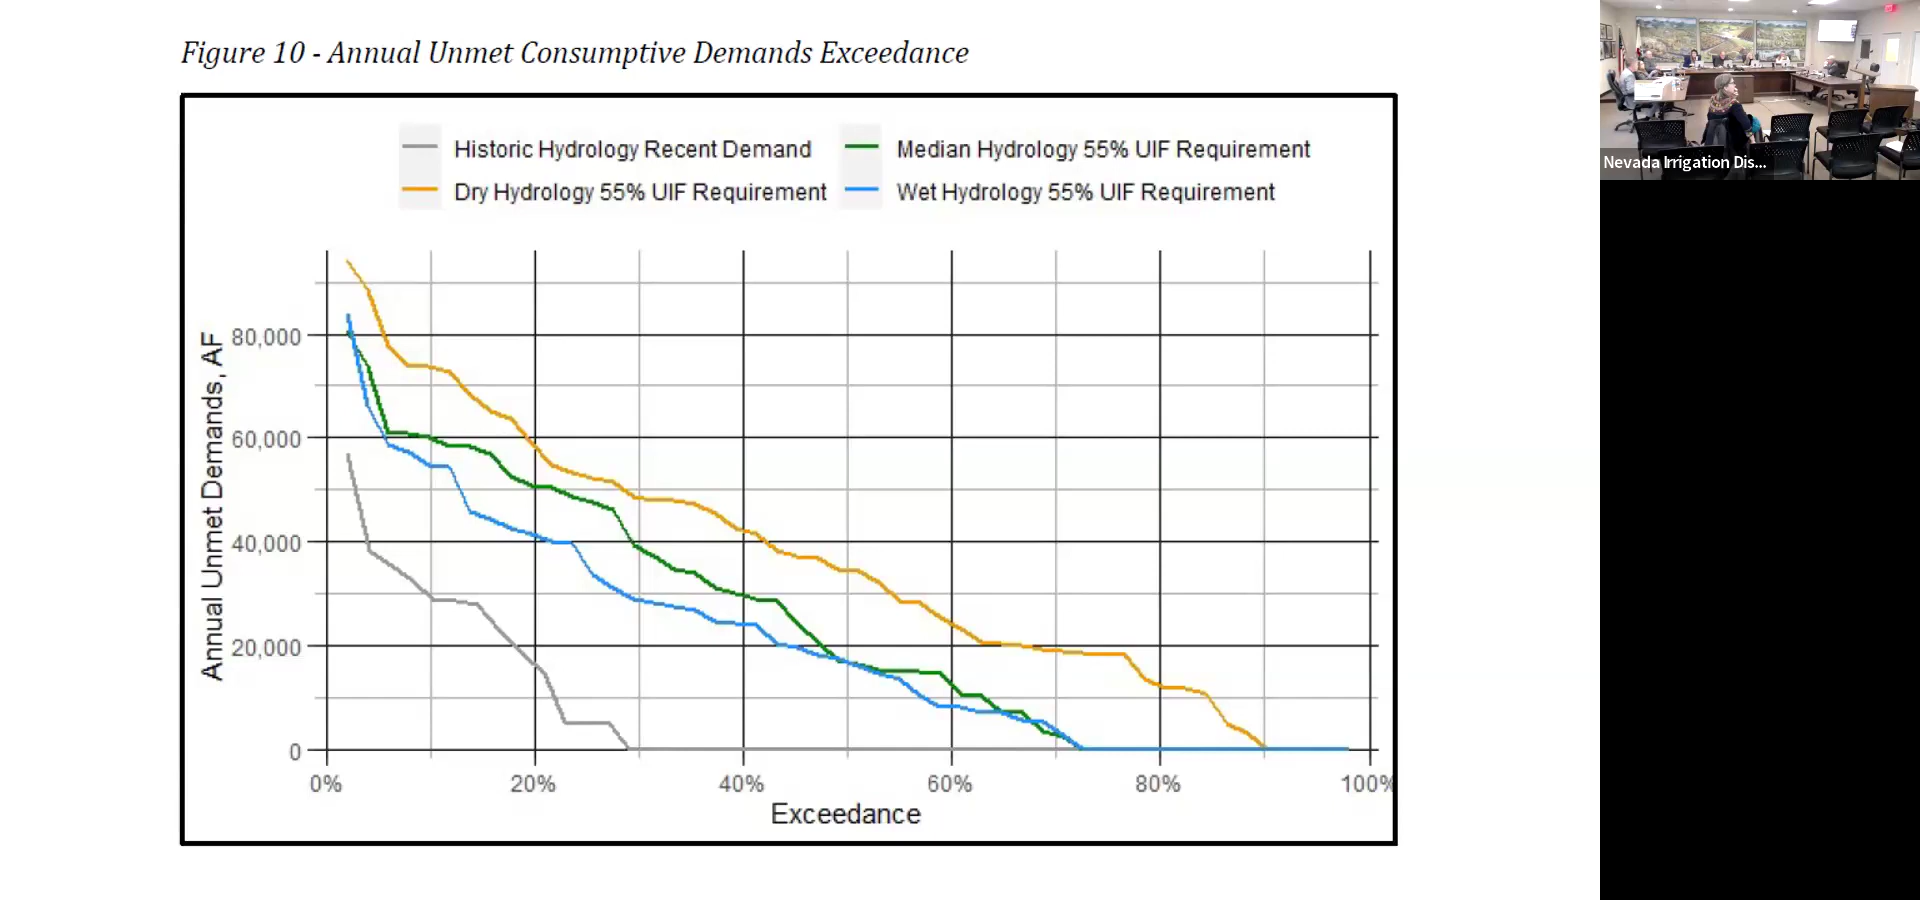 Figure 10 - Annual Unmet Consumptive Demands Exceedance
Historic Hydrology Recent Demand
Median Hydrology 55% UIF Requirement
Dry Hydrology 55% UIF Requirement
Wet Hydrology 55% UIF Requirement
Annual Unmet Demands, AF
80,000
60,000
40,000
20,000
0
0% 20% 40% 60% 80% 100%
Exceedance
Nevada Irrigation Dis...